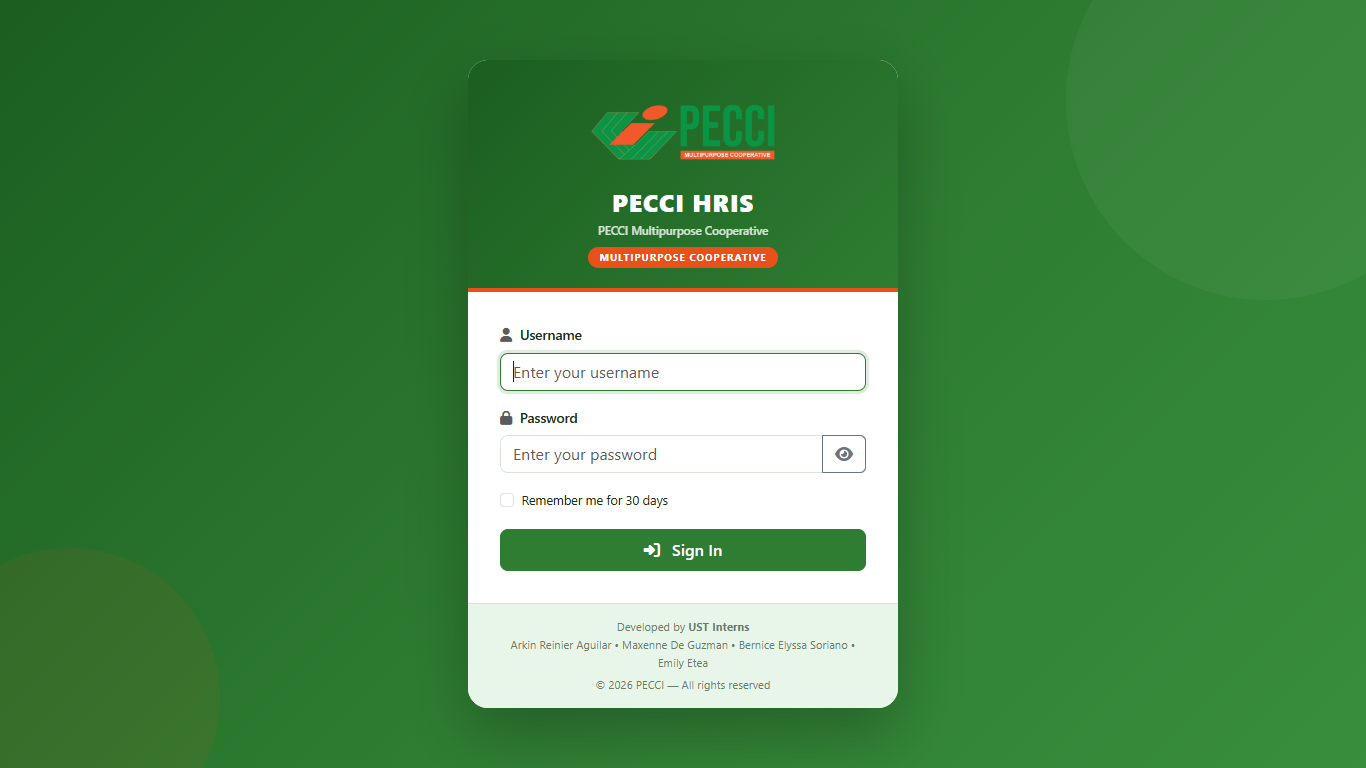 PECCI
MULTIPURPOSE COOPERATIVE
PECCI HRIS
PECCI Multipurpose Cooperative
MULTIPURPOSE COOPERATIVE
Username
Enter your username
Password
Enter your password
Remember me for 30 days
Sign In
Developed by UST Interns
Arkin Reinier Aguilar • Maxenne De Guzman • Bernice Elyssa Soriano •
Emily Etea
© 2026 PECCI — All rights reserved